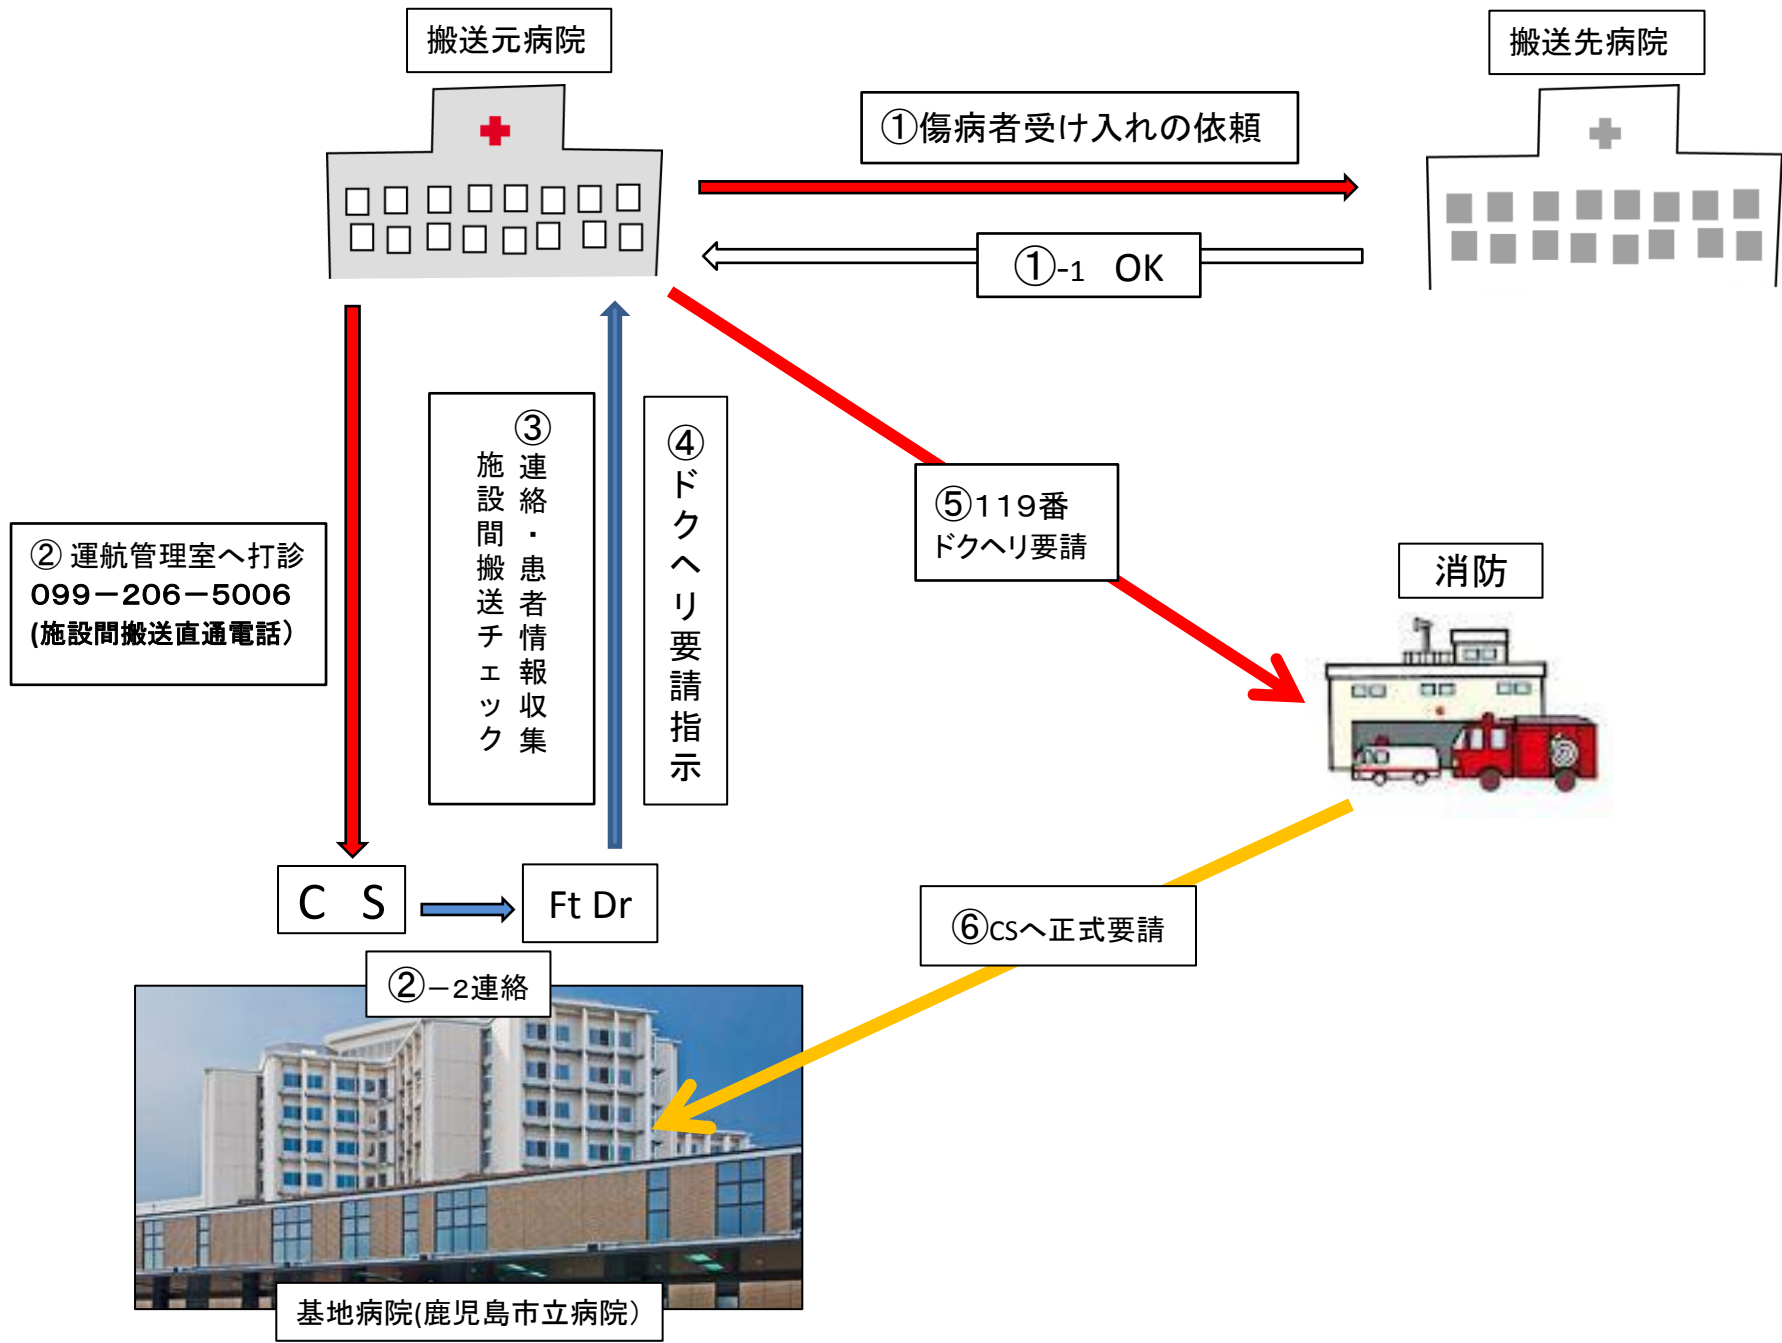 搬送元病院
搬送先病院
①傷病者受け入れの依頼
①-1 OK
② 運航管理室へ打診
099－206－5006
(施設間搬送直通電話）
③連絡・患者情報収集
施設間搬送チェック
④ドクヘリ要請指示
⑤119番
ドクヘリ要請
消防
C S
Ft Dr
②－2連絡
⑥CSへ正式要請
基地病院(鹿児島市立病院）